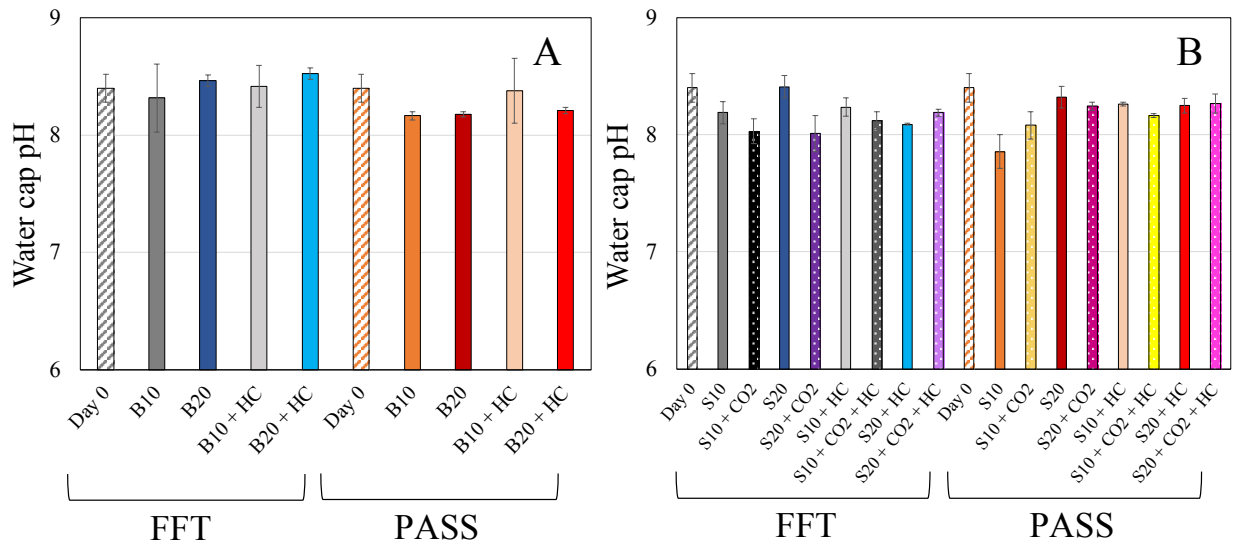 A
Water cap pH
9
8
7
6
Day 0
B10
B20
B10 + HC
B20 + HC
Day 0
B10
B20
B10 + HC
B20 + HC
FFT
PASS
B
Water cap pH
9
8
7
6
Day 0
S10
S10 + CO2
S20
S20 + CO2
S10 + HC
S10 + CO2 + HC
S20 + HC
S20 + CO2 + HC
Day 0
S10
S10 + CO2
S20
S20 + CO2
S10 + HC
S10 + CO2 + HC
S20 + HC
S20 + CO2 + HC
FFT
PASS